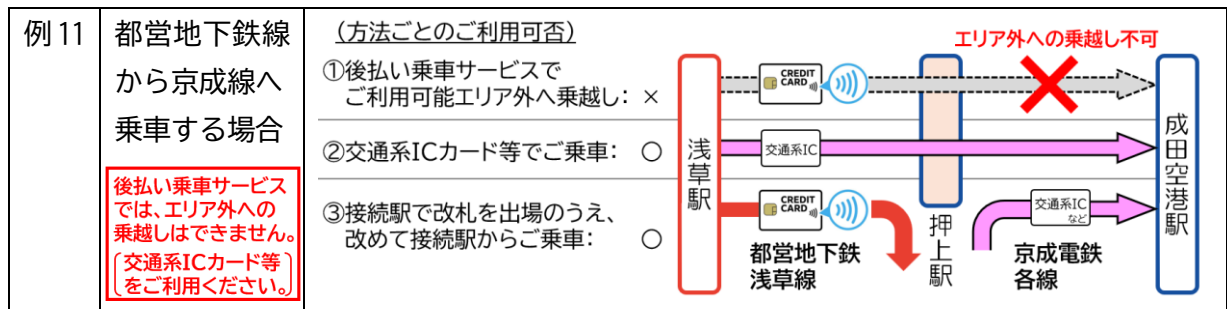 例11
都営地下鉄線
から京成線へ
乗車する場合
後払い乗車サービス
では、エリア外への
乗越しはできません。
交通系ICカード等
をご利用ください。
(方法ごとのご利用可否)
①後払い乗車サービスで
ご利用可能エリア外へ乗越し: ×
②交通系ICカード等でご乗車: ○
③接続駅で改札を出場のうえ、
改めて接続駅からご乗車: ○
エリア外への乗越し不可
浅草駅
CREDIT
CARD
交通系IC
CREDIT
CARD
都営地下鉄
浅草線
押上駅
交通系IC
など
京成電鉄
各線
成田空港駅